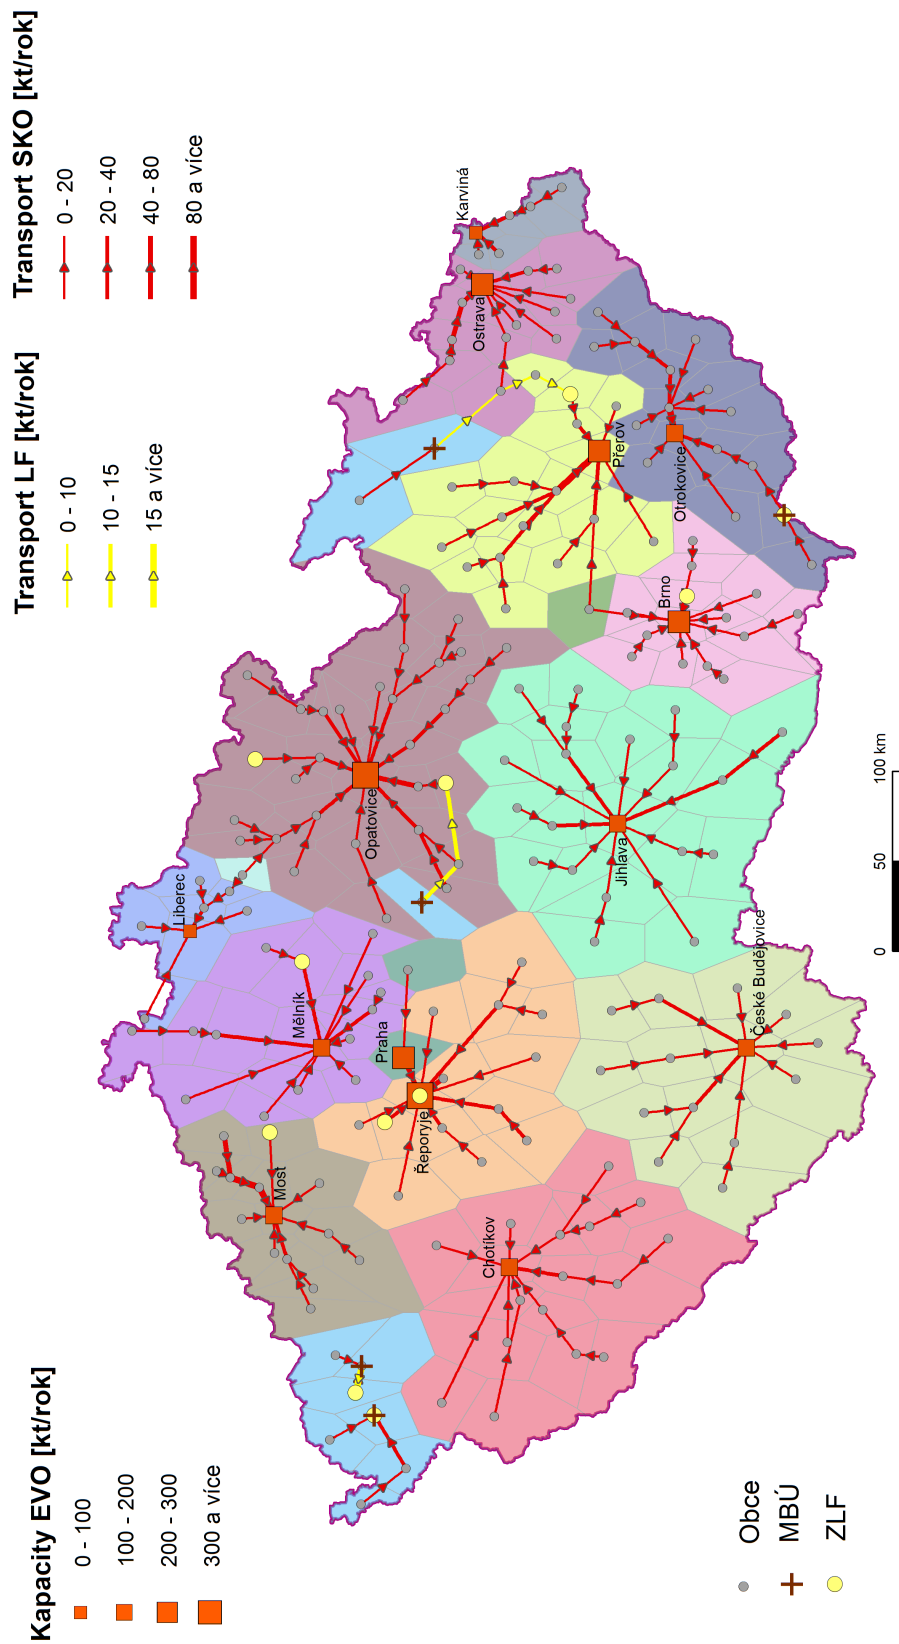 Kapacity EVO [kt/rok]
0 - 100
100 - 200
200 - 300
300 a více
Transport LF [kt/rok]
0 - 10
10 - 15
15 a více
Transport SKO [kt/rok]
0 - 20
20 - 40
40 - 80
80 a více
Liberec
Most
Mělník
Praha
Řeporyje
Opatovice
Chotíkov
Karviná
Ostrava
Přerov
Otrokovice
Brno
Jihlava
České Budějovice
Obce
MBÚ
ZLF
0
50
100 km